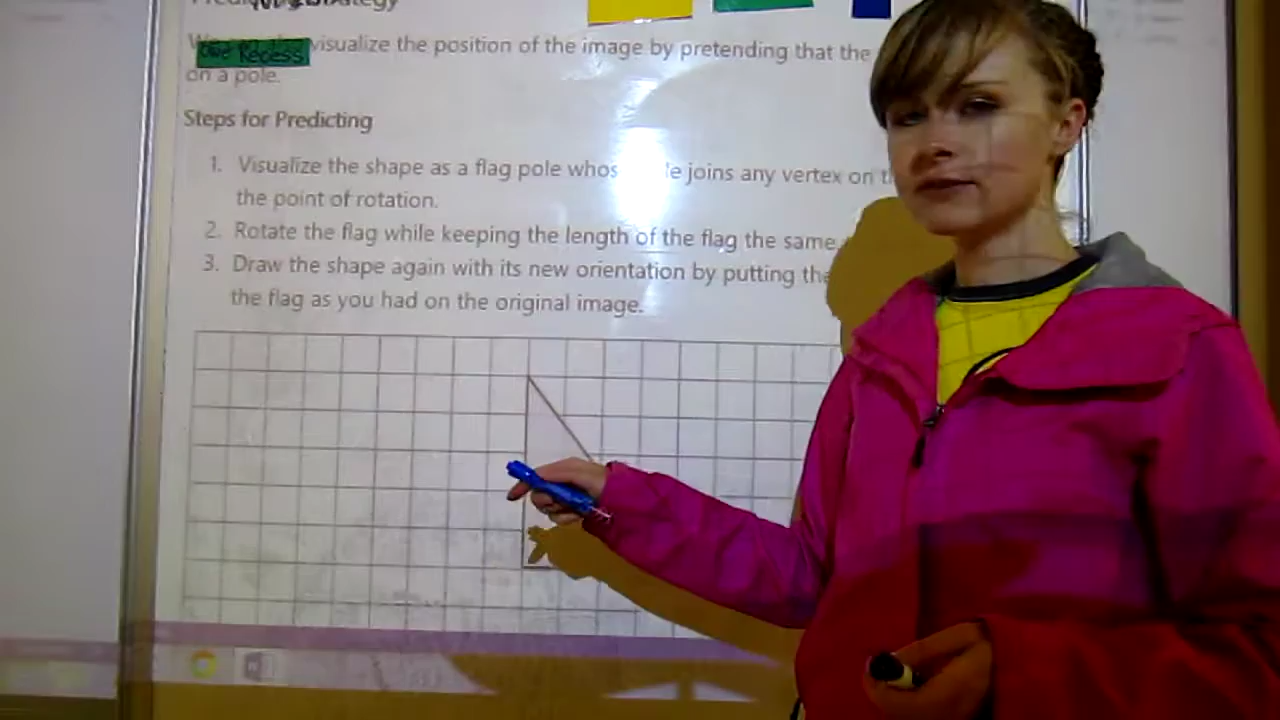 visualize the position of the image by pretending that the
Recess
on a pole.
Steps for Predicting
1. Visualize the shape as a flag pole whos le joins any vertex on t
the point of rotation.
2. Rotate the flag while keeping the length of the flag the same
3. Draw the shape again with its new orientation by putting the
the flag as you had on the original image.